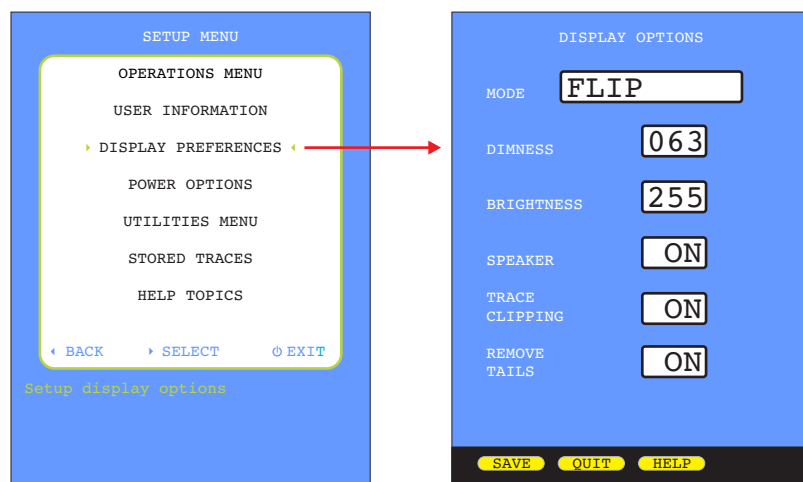 SETUP MENU
OPERATIONS MENU
USER INFORMATION
DISPLAY PREFERENCES
POWER OPTIONS
UTILITIES MENU
STORED TRACES
HELP TOPICS
BACK SELECT EXIT
Setup display options
DISPLAY OPTIONS
MODE FLIP
DIMNESS 063
BRIGHTNESS 255
SPEAKER ON
TRACE
CLIPPING ON
REMOVE
TAILS ON
SAVE QUIT HELP